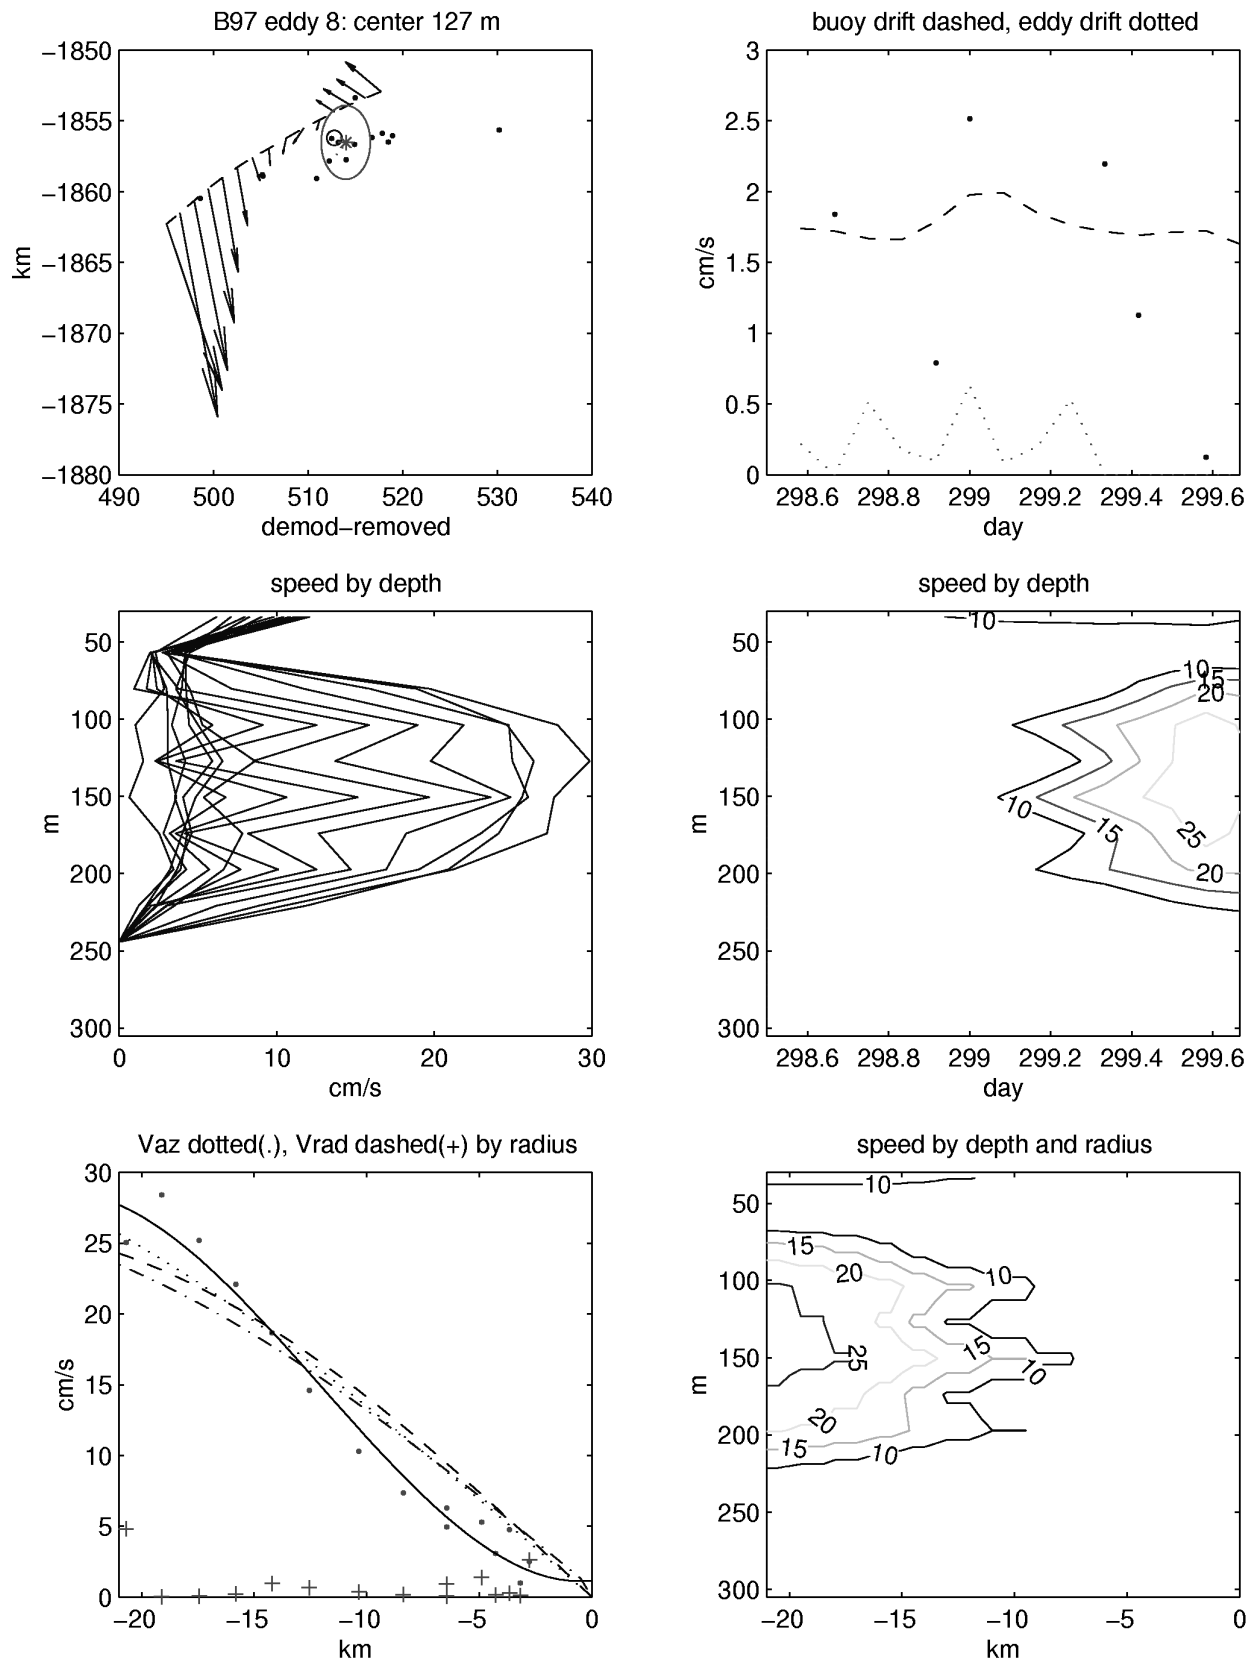 B97 eddy 8: center 127 m
−1850
−1855
−1860
−1865
−1870
−1875
−1880
km
490 500 510 520 530 540
demod−removed
buoy drift dashed, eddy drift dotted
3
2.5
2
1.5
1
0.5
0
cm/s
298.6 298.8 299 299.2 299.4 299.6
day
speed by depth
50
100
150
200
250
300
m
0 10 20 30
cm/s
speed by depth
50
100
150
200
250
300
m
10
10
15
20
10
15
25
20
298.6 298.8 299 299.2 299.4 299.6
day
Vaz dotted(.), Vrad dashed(+) by radius
30
25
20
15
10
5
0
cm/s
−20 −15 −10 −5 0
km
speed by depth and radius
50
100
150
200
250
300
m
10
15
20
10
25
15
10
20
15
10
−20 −15 −10 −5 0
km